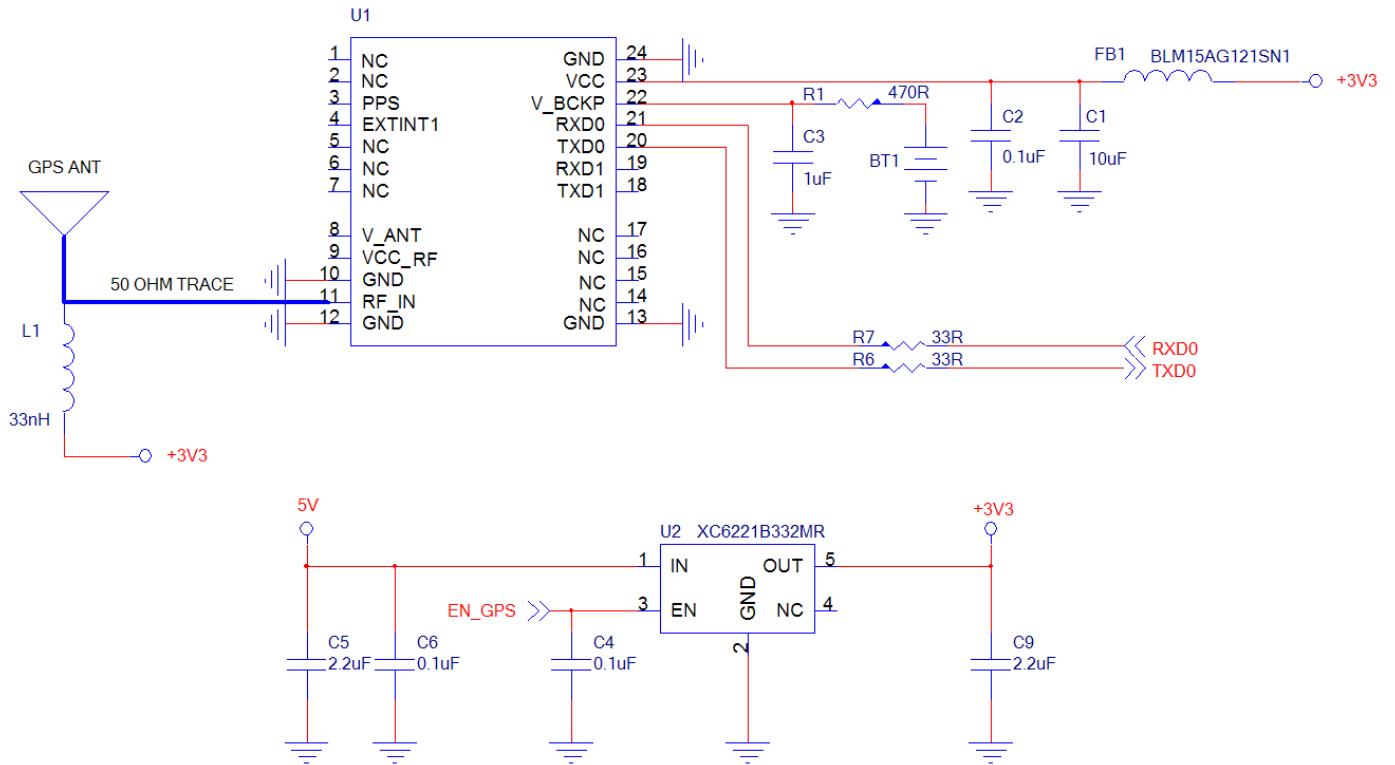 U1
1 NC
2 NC
3 PPS
4 EXTINT1
5 NC
6 NC
7 NC
8 V_ANT
9 VCC_RF
10 GND
11 RF_IN
12 GND
GND 24
VCC 23
V_BCKP 22
RXD0 21
TXD0 20
RXD1 19
TXD1 18
NC 17
NC 16
NC 15
NC 14
GND 13
FB1 BLM15AG121SN1
+3V3
R1 470R
C3
1uF
BT1
C2
0.1uF
C1
10uF
GPS ANT
50 OHM TRACE
L1
33nH
+3V3
R7 33R
RXD0
R6 33R
TXD0
5V
U2 XC6221B332MR
+3V3
1 IN
OUT 5
EN_GPS
3 EN
GND
NC 4
2
C5
2.2uF
C6
0.1uF
C4
0.1uF
C9
2.2uF